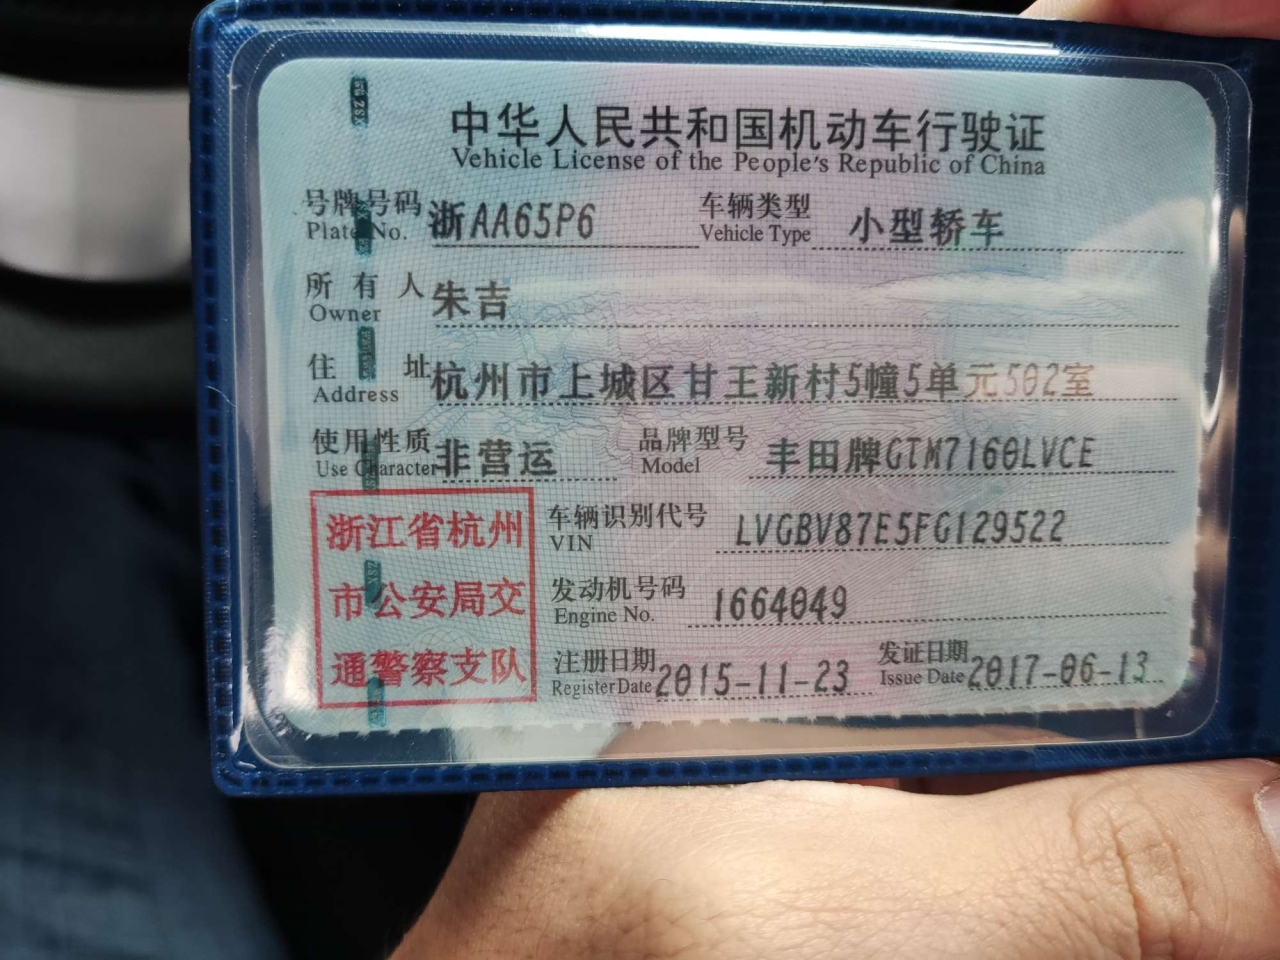 中华人民共和国机动车行驶证
Vehicle License of the People's Republic of China
号牌号码 浙AA65P6 车辆类型 小型轿车
Plate No. Vehicle Type
所有人 朱吉
Owner
住址 杭州市上城区甘王新村5幢5单元502室
Address
使用性质 非营运 品牌型号 丰田牌GTM7160LVCE
Use Character Model
浙江省杭州
市公安局交
通警察支队
车辆识别代号 LVGBV87E5FG129522
VIN
发动机号码 1664049
Engine No.
注册日期 2015-11-23 发证日期 2017-06-13
Register Date Issue Date